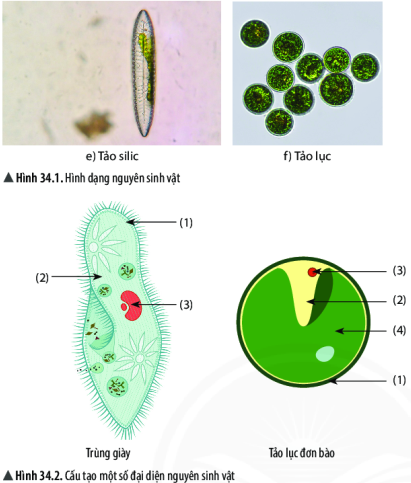 e) Tảo silic
f) Tảo lục
▲ Hình 34.1. Hình dạng nguyên sinh vật
(1)
(2)
(3)
(3)
(2)
(4)
(1)
Trùng giày
Tảo lục đơn bào
▲ Hình 34.2. Cấu tạo một số đại diện nguyên sinh vật